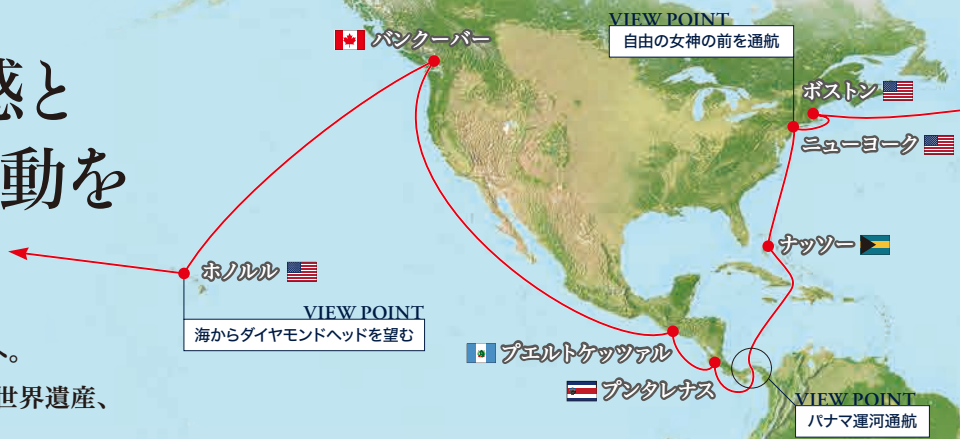 感と
動を
へ。
世界遺産、
バンクーバー
VIEW POINT
自由の女神の前を通航
ボストン
ニューヨーク
ナッソー
ホノルル
VIEW POINT
海からダイヤモンドヘッドを望む
プエルトケッツァル
プンタレナス
VIEW POINT
パナマ運河通航